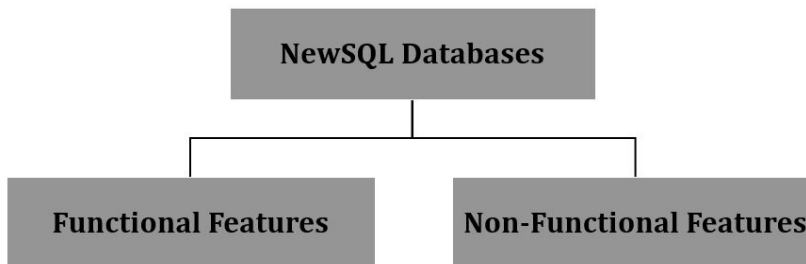 NewSQL Databases
Functional Features
Non-Functional Features